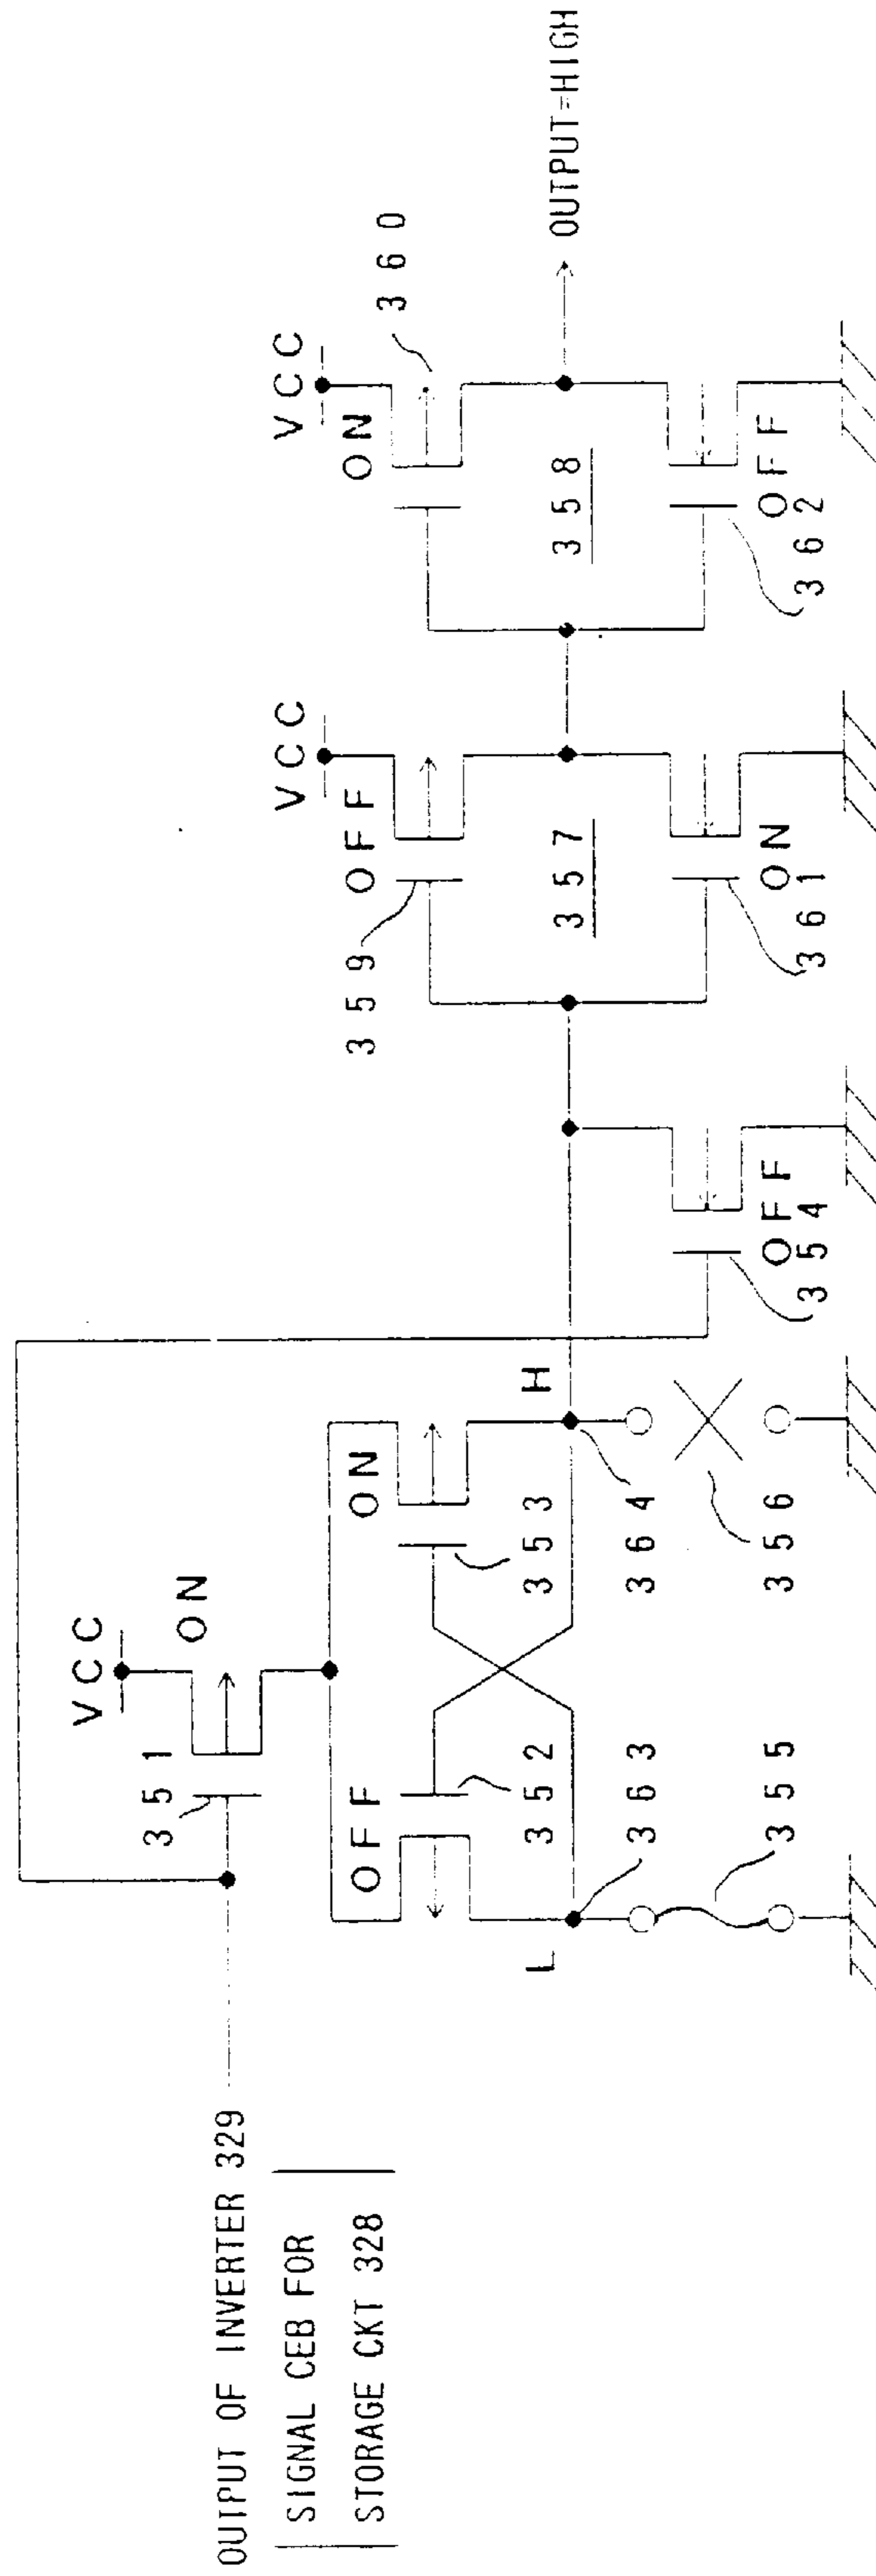 OUTPUT OF INVERTER 329
SIGNAL CEB FOR
STORAGE CKT 328
VCC
351
ON
OFF
352
ON
353
L
363
355
H
364
356
OFF
354
VCC
OFF
359
357
ON
361
VCC
ON
360
358
OFF
362
OUTPUT=HIGH